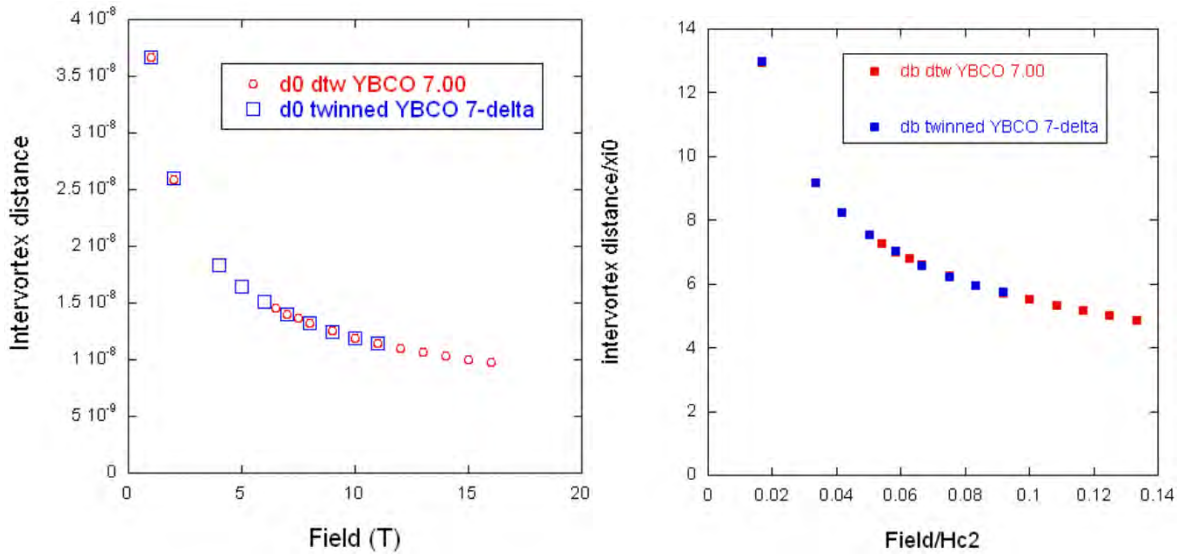 4 10-8
3.5 10-8
3 10-8
2.5 10-8
2 10-8
1.5 10-8
1 10-8
5 10-9
0
Intervortex distance
d0 dtw YBCO 7.00
d0 twinned YBCO 7-delta
0 5 10 15 20
Field (T)
14
12
10
8
6
4
2
0
intervortex distance/xi0
db dtw YBCO 7.00
db twinned YBCO 7-delta
0 0.02 0.04 0.06 0.08 0.1 0.12 0.14
Field/Hc2